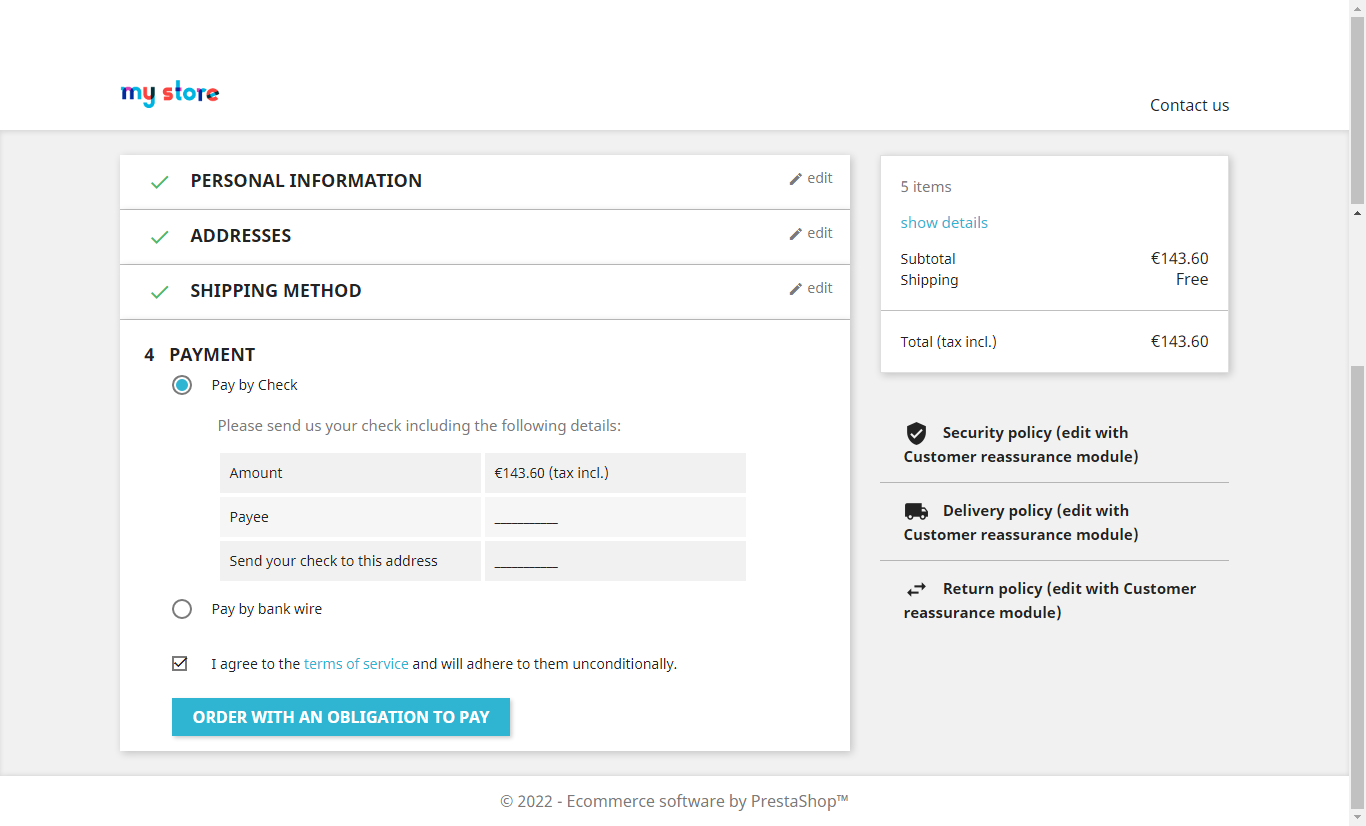 my store
Contact us
PERSONAL INFORMATION
edit
ADDRESSES
edit
SHIPPING METHOD
edit
4 PAYMENT
Pay by Check
Please send us your check including the following details:
Amount €143.60 (tax incl.)
Payee ___________
Send your check to this address ___________
Pay by bank wire
I agree to the terms of service and will adhere to them unconditionally.
ORDER WITH AN OBLIGATION TO PAY
5 items
show details
Subtotal €143.60
Shipping Free
Total (tax incl.) €143.60
Security policy (edit with
Customer reassurance module)
Delivery policy (edit with
Customer reassurance module)
Return policy (edit with Customer
reassurance module)
© 2022 - Ecommerce software by PrestaShop™